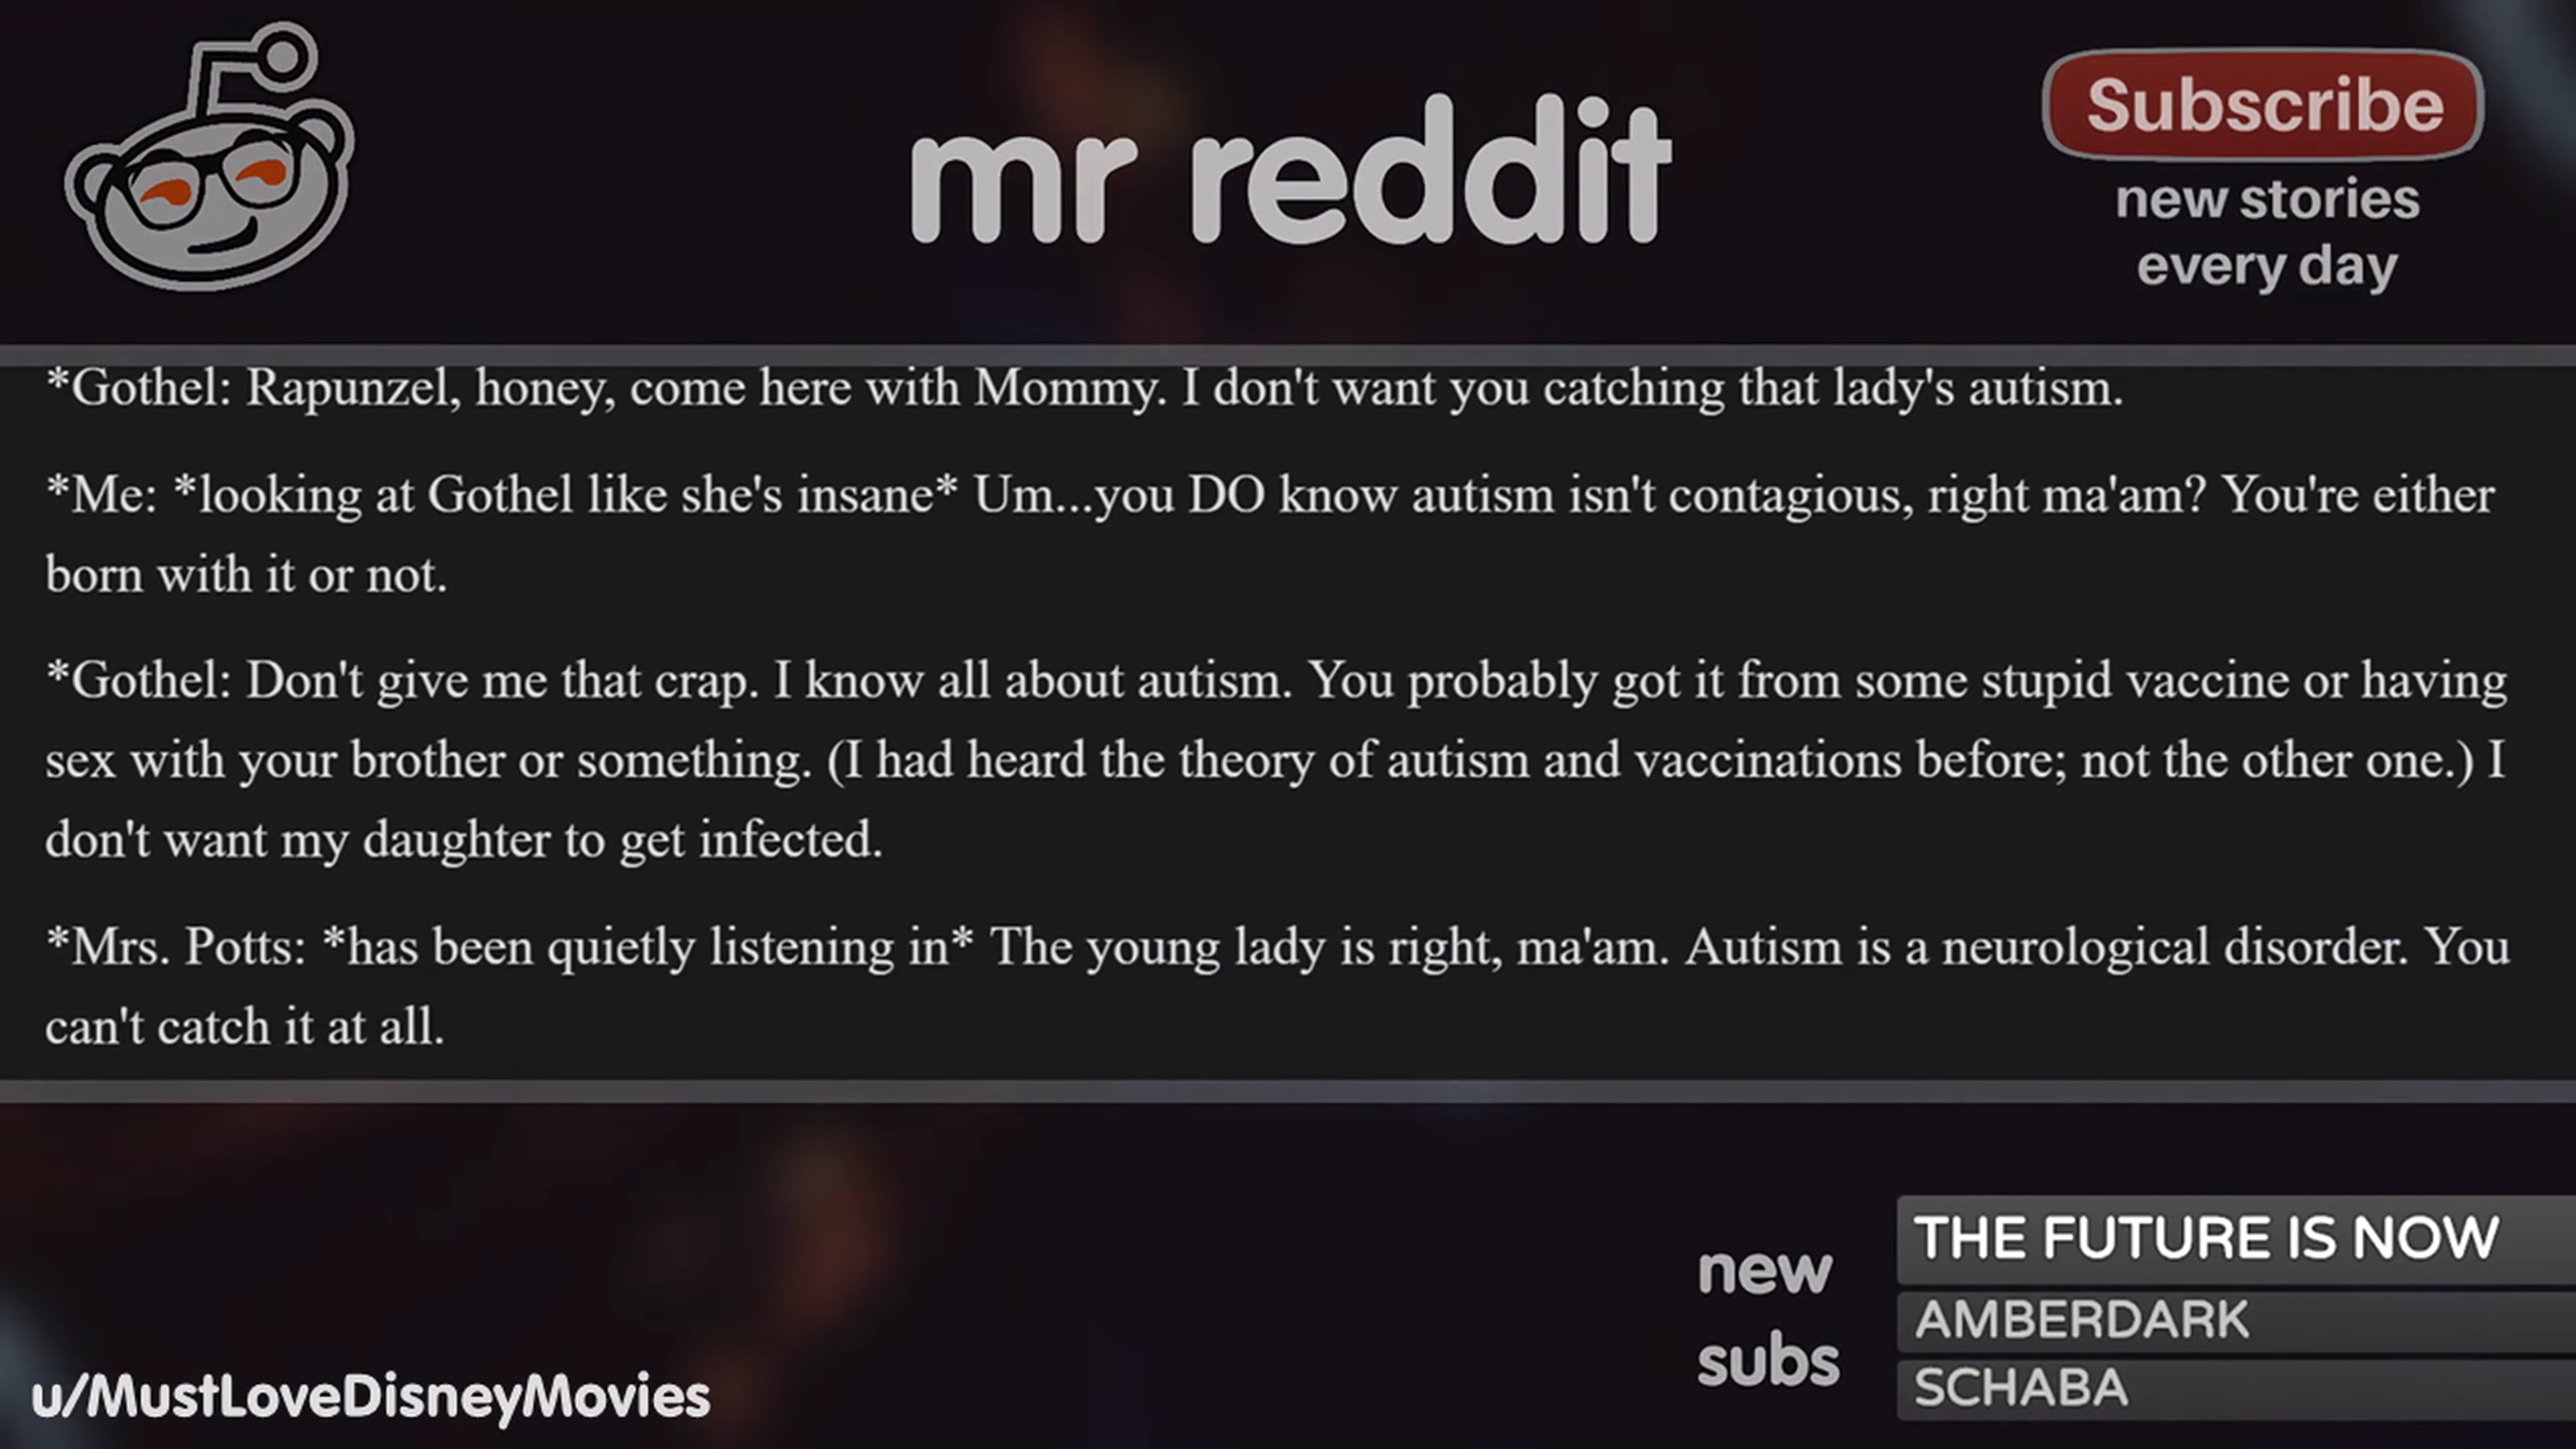 mr reddit
Subscribe
new stories
every day
*Gothel: Rapunzel, honey, come here with Mommy. I don't want you catching that lady's autism.
*Me: *looking at Gothel like she's insane* Um...you DO know autism isn't contagious, right ma'am? You're either
born with it or not.
*Gothel: Don't give me that crap. I know all about autism. You probably got it from some stupid vaccine or having
sex with your brother or something. (I had heard the theory of autism and vaccinations before; not the other one.) I
don't want my daughter to get infected.
*Mrs. Potts: *has been quietly listening in* The young lady is right, ma'am. Autism is a neurological disorder. You
can't catch it at all.
new
subs
THE FUTURE IS NOW
AMBERDARK
SCHABA
u/MustLoveDisneyMovies